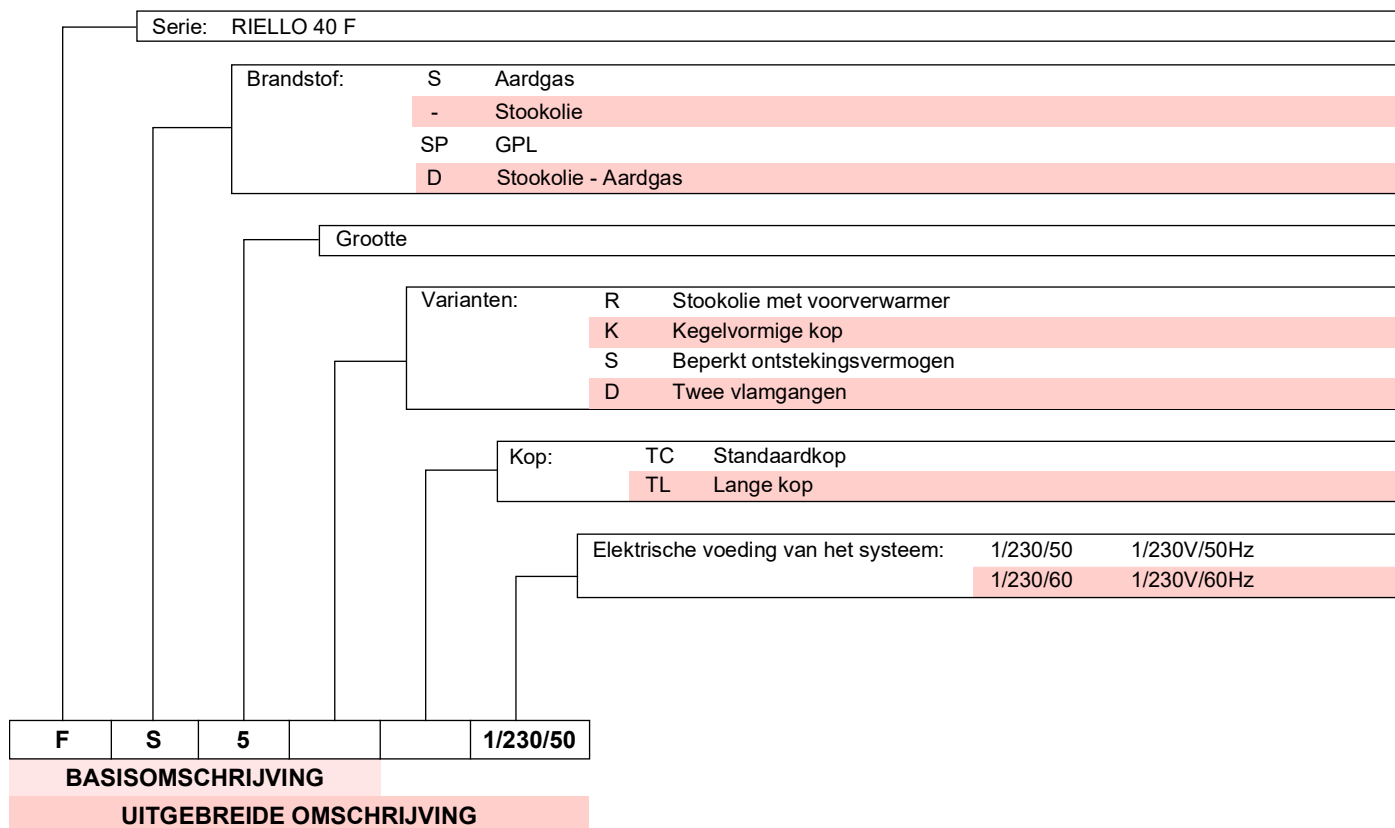 Serie: RIELLO 40 F
Brandstof: S Aardgas
- Stookolie
SP GPL
D Stookolie - Aardgas
Grootte
Varianten: R Stookolie met voorverwarmer
K Kegelvormige kop
S Beperkt ontstekingsvermogen
D Twee vlamgangen
Kop: TC Standaardkop
TL Lange kop
Elektrische voeding van het systeem: 1/230/50 1/230V/50Hz
1/230/60 1/230V/60Hz
F S 5 1/230/50
BASISOMSCHRIJVING
UITGEBREIDE OMSCHRIJVING